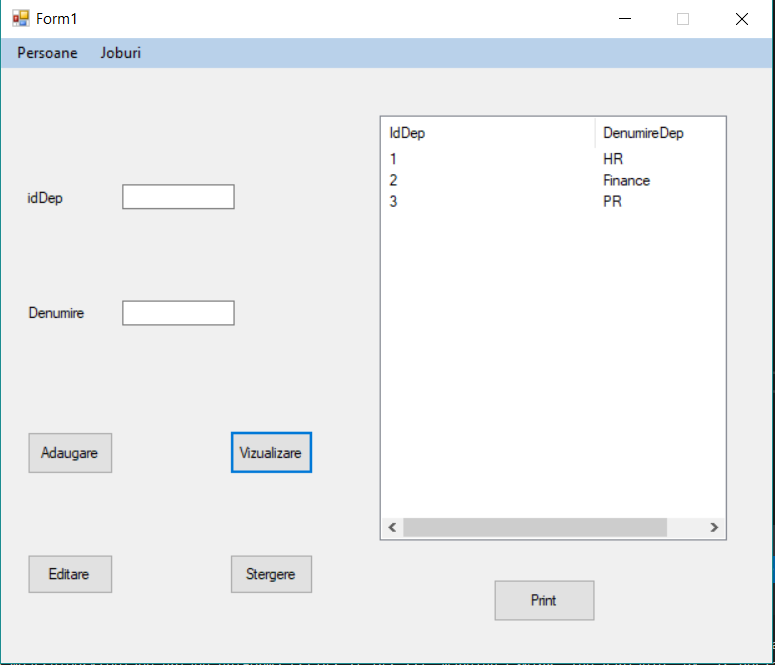 Form1
Persoane Joburi
IdDep DenumireDep
1 HR
2 Finance
3 PR
idDep
Denumire
Adaugare Vizualizare
Editare Stergere
Print